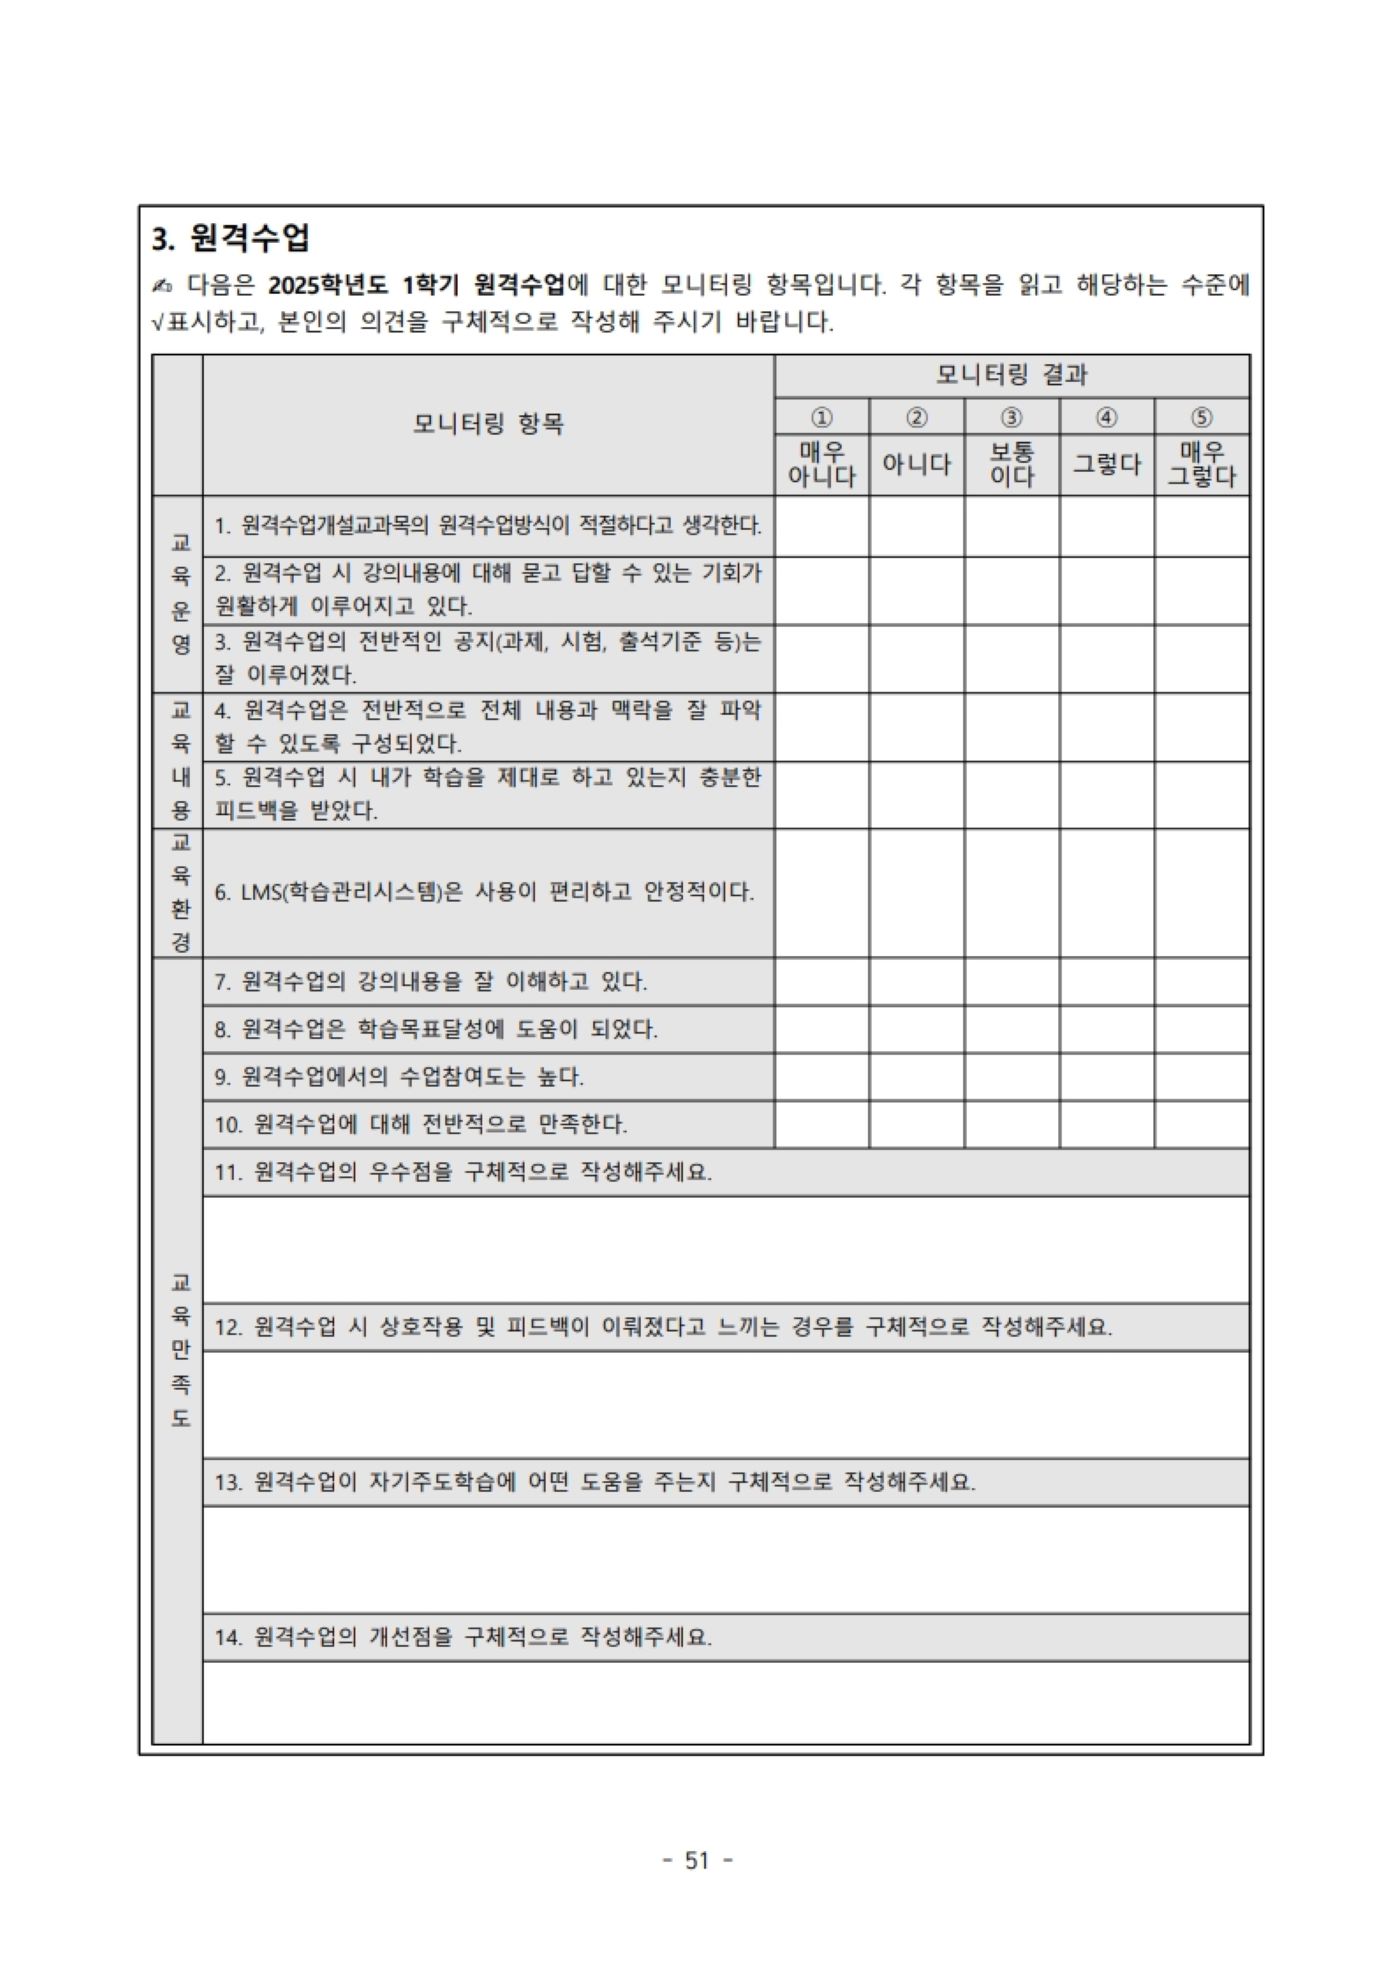 3. 원격수업
✍ 다음은 2025학년도 1학기 원격수업에 대한 모니터링 항목입니다. 각 항목을 읽고 해당하는 수준에
√표시하고, 본인의 의견을 구체적으로 작성해 주시기 바랍니다.
모니터링 항목
모니터링 결과
① ② ③ ④ ⑤
매우 아니다 아니다 보통 이다 그렇다 매우 그렇다
교육운영
1. 원격수업개설교과목의 원격수업방식이 적절하다고 생각한다.
2. 원격수업 시 강의내용에 대해 묻고 답할 수 있는 기회가
원활하게 이루어지고 있다.
3. 원격수업의 전반적인 공지(과제, 시험, 출석기준 등)는
잘 이루어졌다.
교육내용
4. 원격수업은 전반적으로 전체 내용과 맥락을 잘 파악
할 수 있도록 구성되었다.
5. 원격수업 시 내가 학습을 제대로 하고 있는지 충분한
피드백을 받았다.
교육환경
6. LMS(학습관리시스템)은 사용이 편리하고 안정적이다.
교육만족도
7. 원격수업의 강의내용을 잘 이해하고 있다.
8. 원격수업은 학습목표달성에 도움이 되었다.
9. 원격수업에서의 수업참여도는 높다.
10. 원격수업에 대해 전반적으로 만족한다.
11. 원격수업의 우수점을 구체적으로 작성해주세요.
12. 원격수업 시 상호작용 및 피드백이 이뤄졌다고 느끼는 경우를 구체적으로 작성해주세요.
13. 원격수업이 자기주도학습에 어떤 도움을 주는지 구체적으로 작성해주세요.
14. 원격수업의 개선점을 구체적으로 작성해주세요.
- 51 -